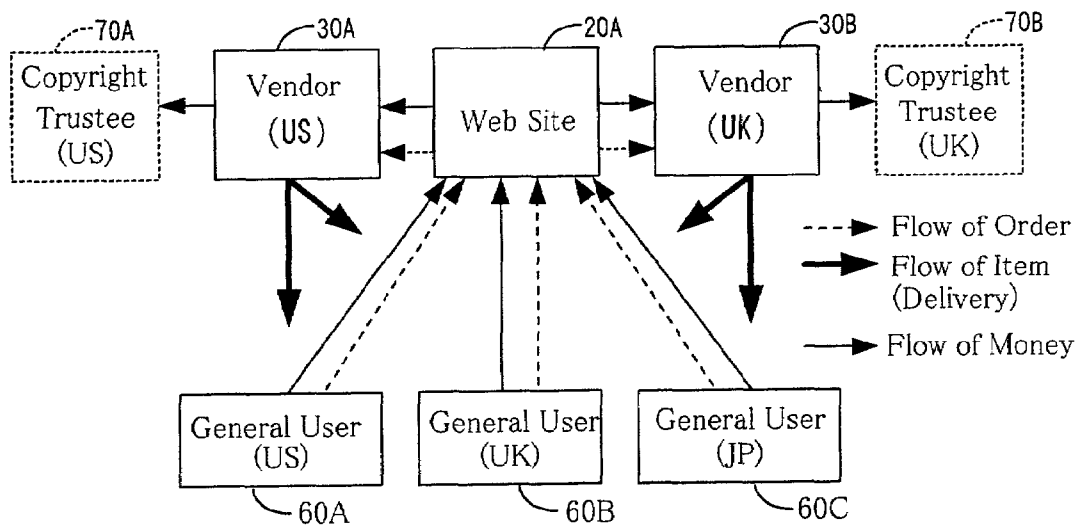 70A
30A
20A
30B
70B
Copyright
Trustee
(US)
Vendor
(US)
Web Site
Vendor
(UK)
Copyright
Trustee
(UK)
Flow of Order
Flow of Item
(Delivery)
Flow of Money
General User
(US)
General User
(UK)
General User
(JP)
60A
60B
60C